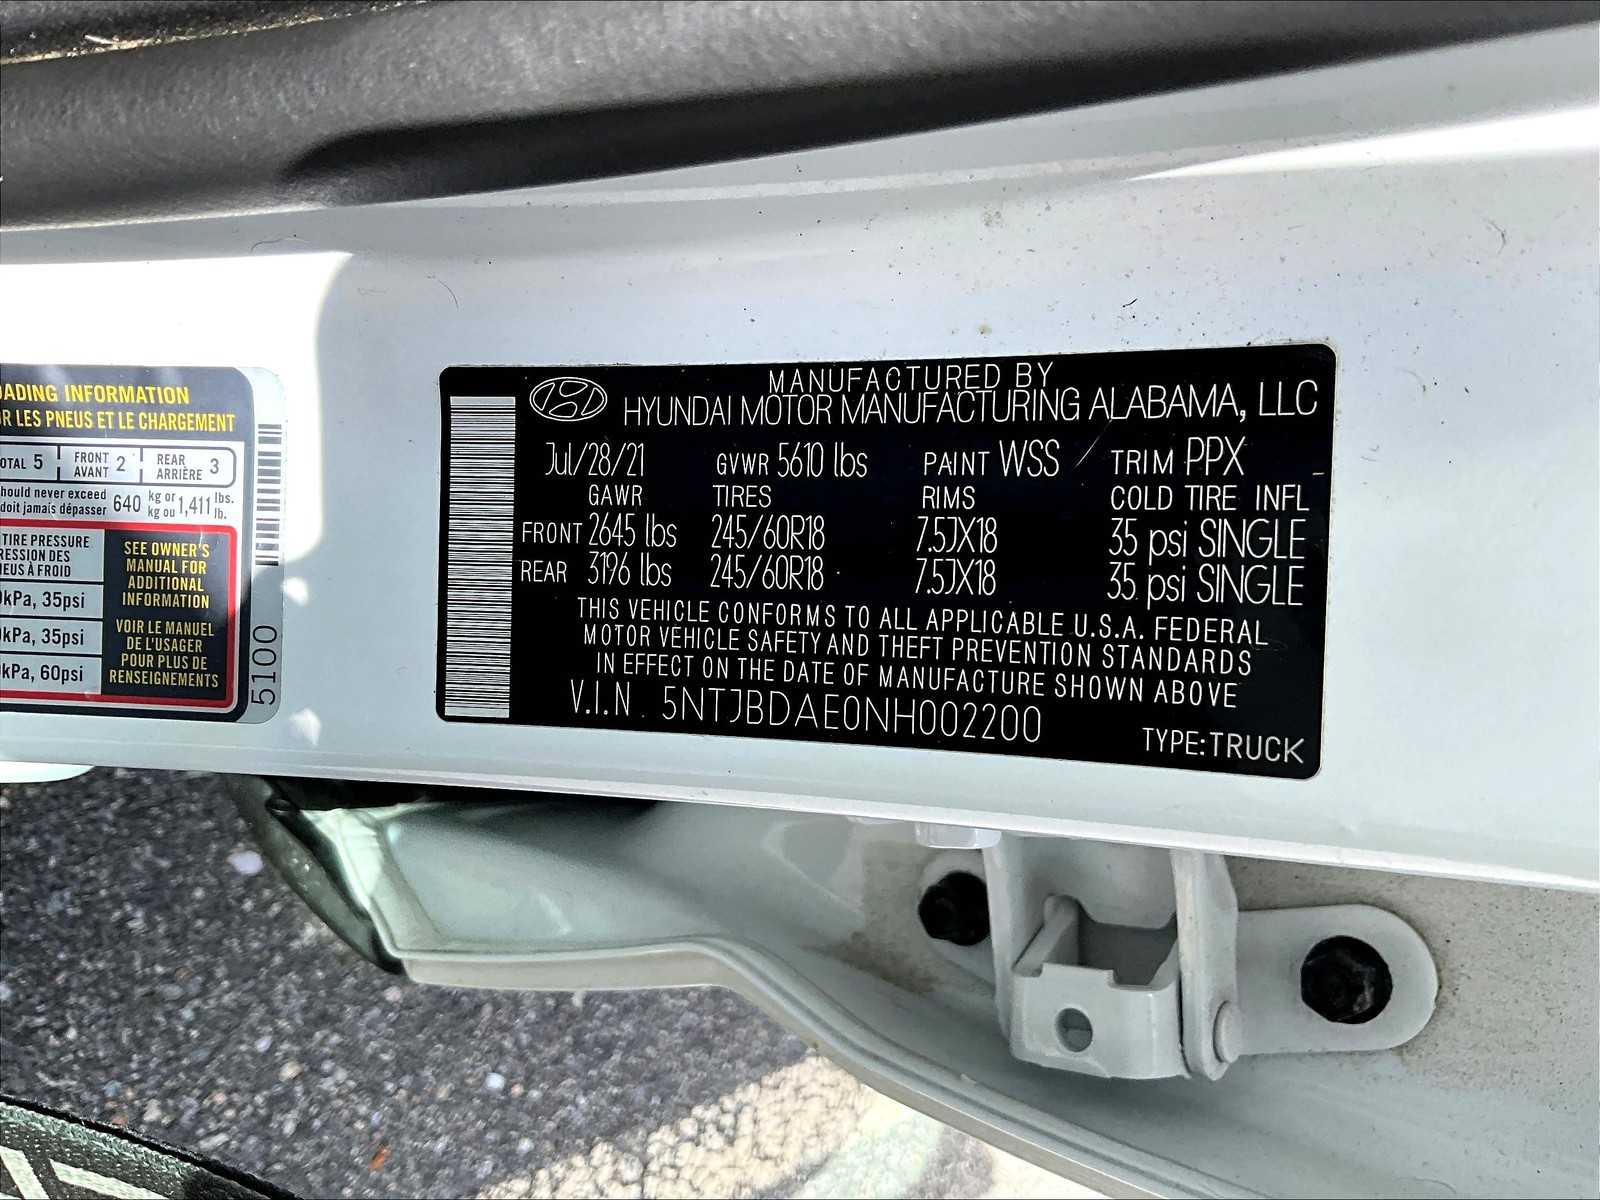 ADING INFORMATION
R LES PNEUS ET LE CHARGEMENT
OTAL 5 FRONT AVANT 2 REAR ARRIÈRE 3
hould never exceed 640 kg or 1,411 lbs.
doit jamais dépasser kg ou lb.
TIRE PRESSURE
RESSION DES
NEUS À FROID
kPa, 35psi
kPa, 35psi
kPa, 60psi
SEE OWNER'S
MANUAL FOR
ADDITIONAL
INFORMATION
VOIR LE MANUEL
DE L'USAGER
POUR PLUS DE
RENSEIGNEMENTS
5100
MANUFACTURED BY
HYUNDAI MOTOR MANUFACTURING ALABAMA, LLC
Jul/28/21 GVWR 5610 lbs PAINT WSS TRIM PPX
GAWR TIRES RIMS COLD TIRE INFL
FRONT 2645 lbs 245/60R18 7.5JX18 35 psi SINGLE
REAR 3196 lbs 245/60R18 7.5JX18 35 psi SINGLE
THIS VEHICLE CONFORMS TO ALL APPLICABLE U.S.A. FEDERAL
MOTOR VEHICLE SAFETY AND THEFT PREVENTION STANDARDS
IN EFFECT ON THE DATE OF MANUFACTURE SHOWN ABOVE
V.I.N 5NTJBDAE0NH002200
TYPE:TRUCK